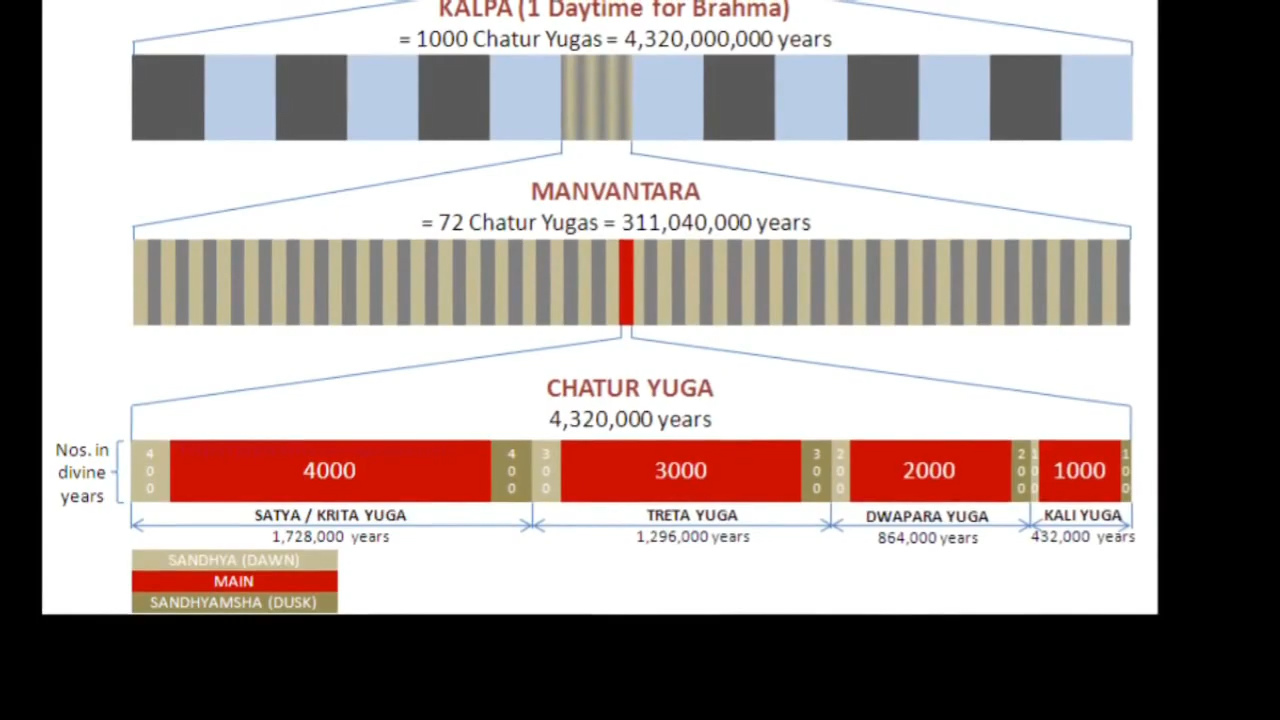 KALPA (1 Daytime for Brahma)
= 1000 Chatur Yugas = 4,320,000,000 years
MANVANTARA
= 72 Chatur Yugas = 311,040,000 years
CHATUR YUGA
4,320,000 years
Nos. in
divine
years
400 4000 400 300 3000 300 200 2000 200 100 1000 100
SATYA / KRITA YUGA TRETA YUGA DWAPARA YUGA KALI YUGA
1,728,000 years 1,296,000 years 864,000 years 432,000 years
SANDHYA (DAWN)
MAIN
SANDHYAMSHA (DUSK)